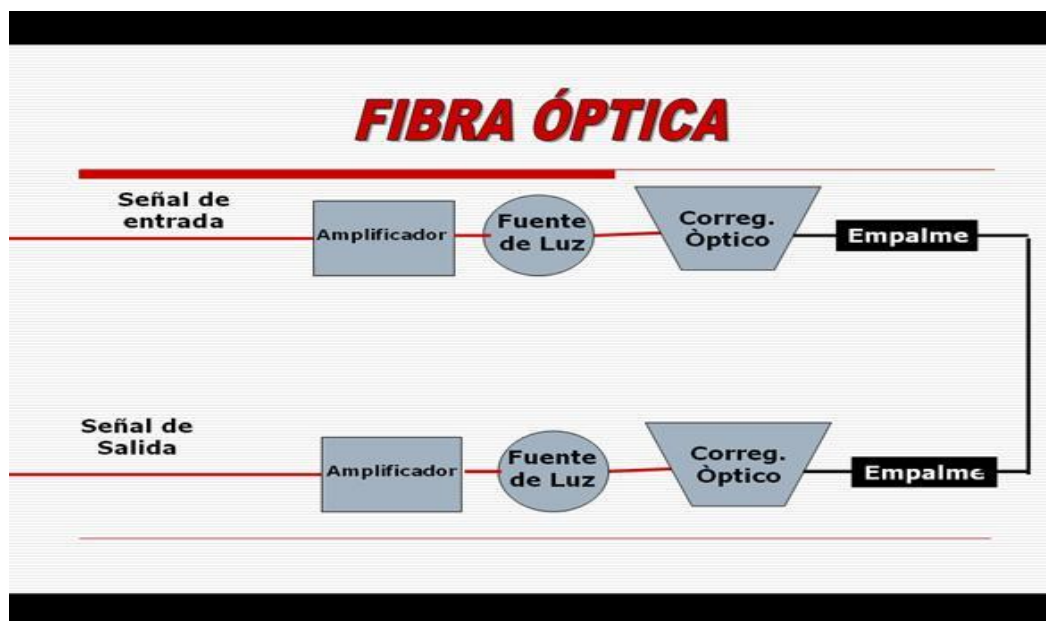 FIBRA ÓPTICA
Señal de
entrada
Amplificador
Fuente
de Luz
Correg.
Òptico
Empalme
Señal de
Salida
Amplificador
Fuente
de Luz
Correg.
Òptico
Empalme